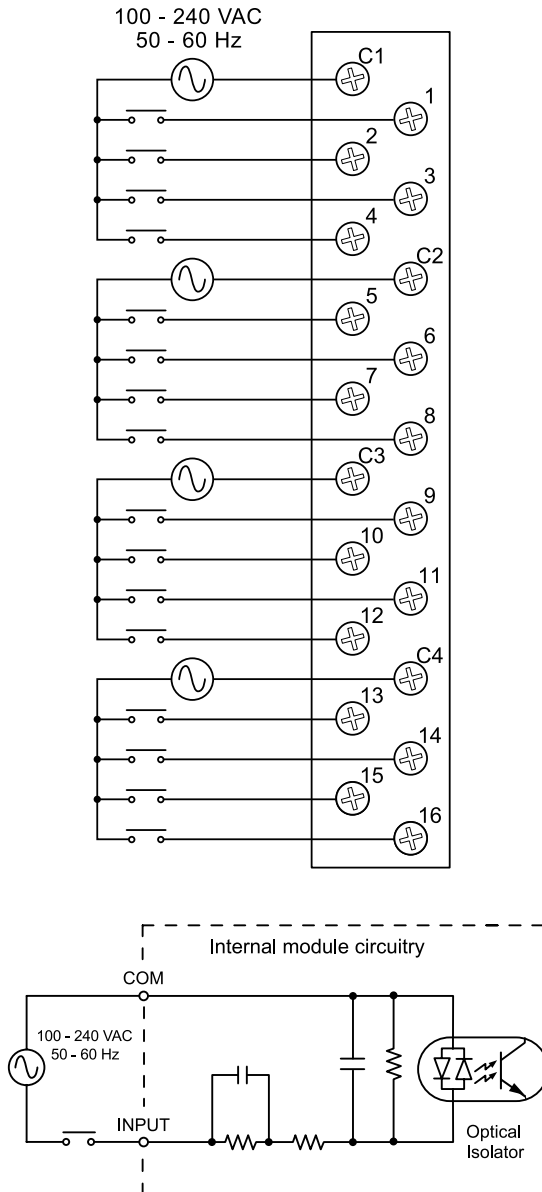 100 - 240 VAC
50 - 60 Hz
C1
1
2
3
4
C2
5
6
7
8
C3
9
10
11
12
C4
13
14
15
16
Internal module circuitry
COM
100 - 240 VAC
50 - 60 Hz
INPUT
Optical
Isolator